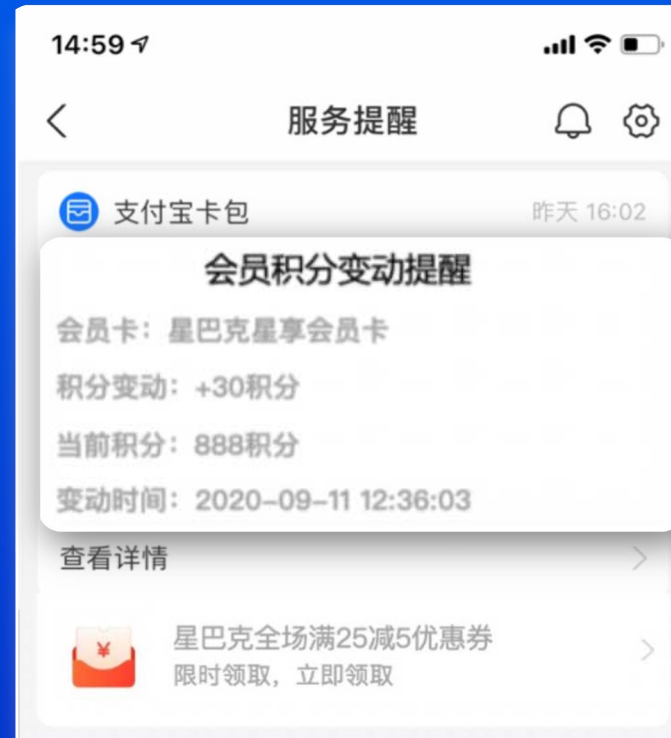 14:59
服务提醒
支付宝卡包
昨天 16:02
会员积分变动提醒
会员卡：星巴克星享会员卡
积分变动：+30积分
当前积分：888积分
变动时间：2020-09-11 12:36:03
查看详情
¥
星巴克全场满25减5优惠券
限时领取，立即领取